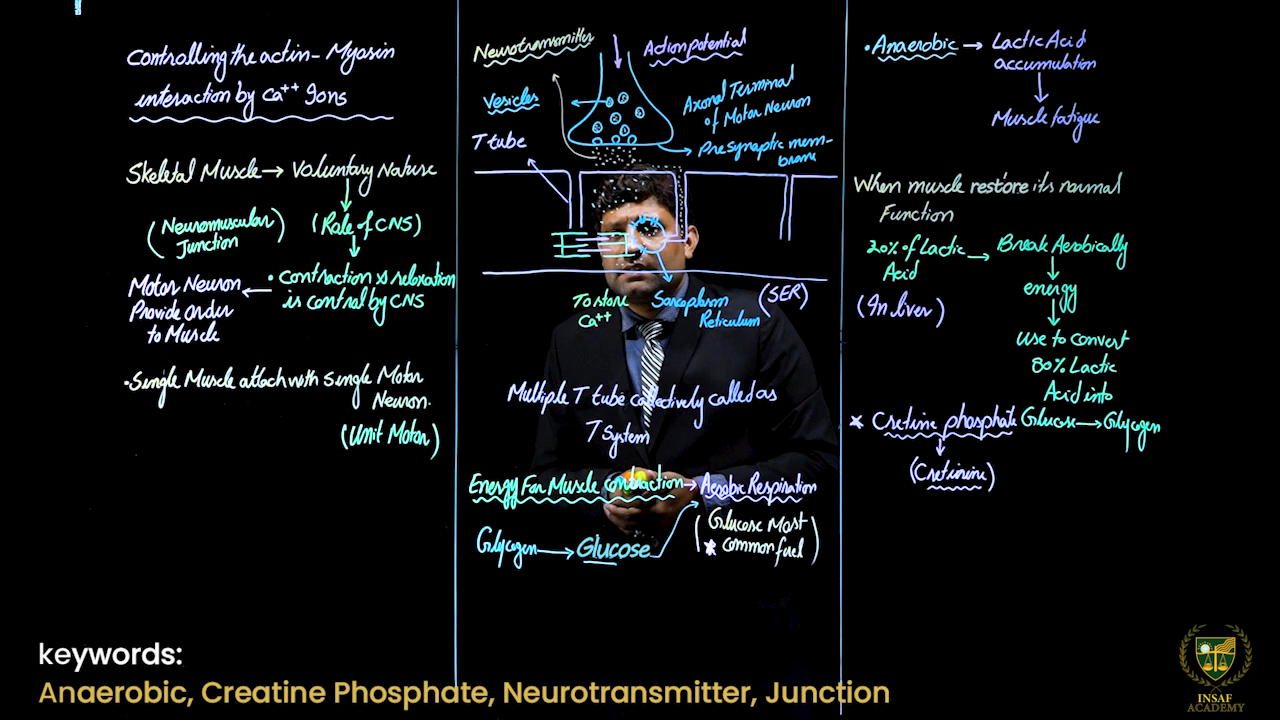 Controlling the actin-Myosin
interaction by Ca++ Ions
Skeletal Muscle → Voluntary Nature
(Neuromuscular Junction)
(Role of CNS)
• contraction & relaxation
is control by CNS
Motor Neuron
Provide order
to Muscle
• Single Muscle attach with Single Motor
Neuron.
(Unit Motor)
Neurotransmitter
Action potential
Vesicles
Axonal Terminal
of Motor Neuron
T tube
Presynaptic mem-
brane
To store
Ca++
Sarcoplasm
Reticulum
(SER)
Multiple T tube collectively called as
T System
Energy For Muscle contraction → Aerobic Respiration
(Glucose Most
* common fuel)
Glycogen → Glucose
• Anaerobic → Lactic Acid
accumulation
Muscle fatigue
When muscle restore its normal
Function
20% of Lactic
Acid
→ Break Aerobically
(In liver)
energy
use to convert
80% Lactic
Acid into
Glucose → Glycogen
* Cretine phosphate
(Cretinine)
keywords:
Anaerobic, Creatine Phosphate, Neurotransmitter, Junction
INSAF
ACADEMY